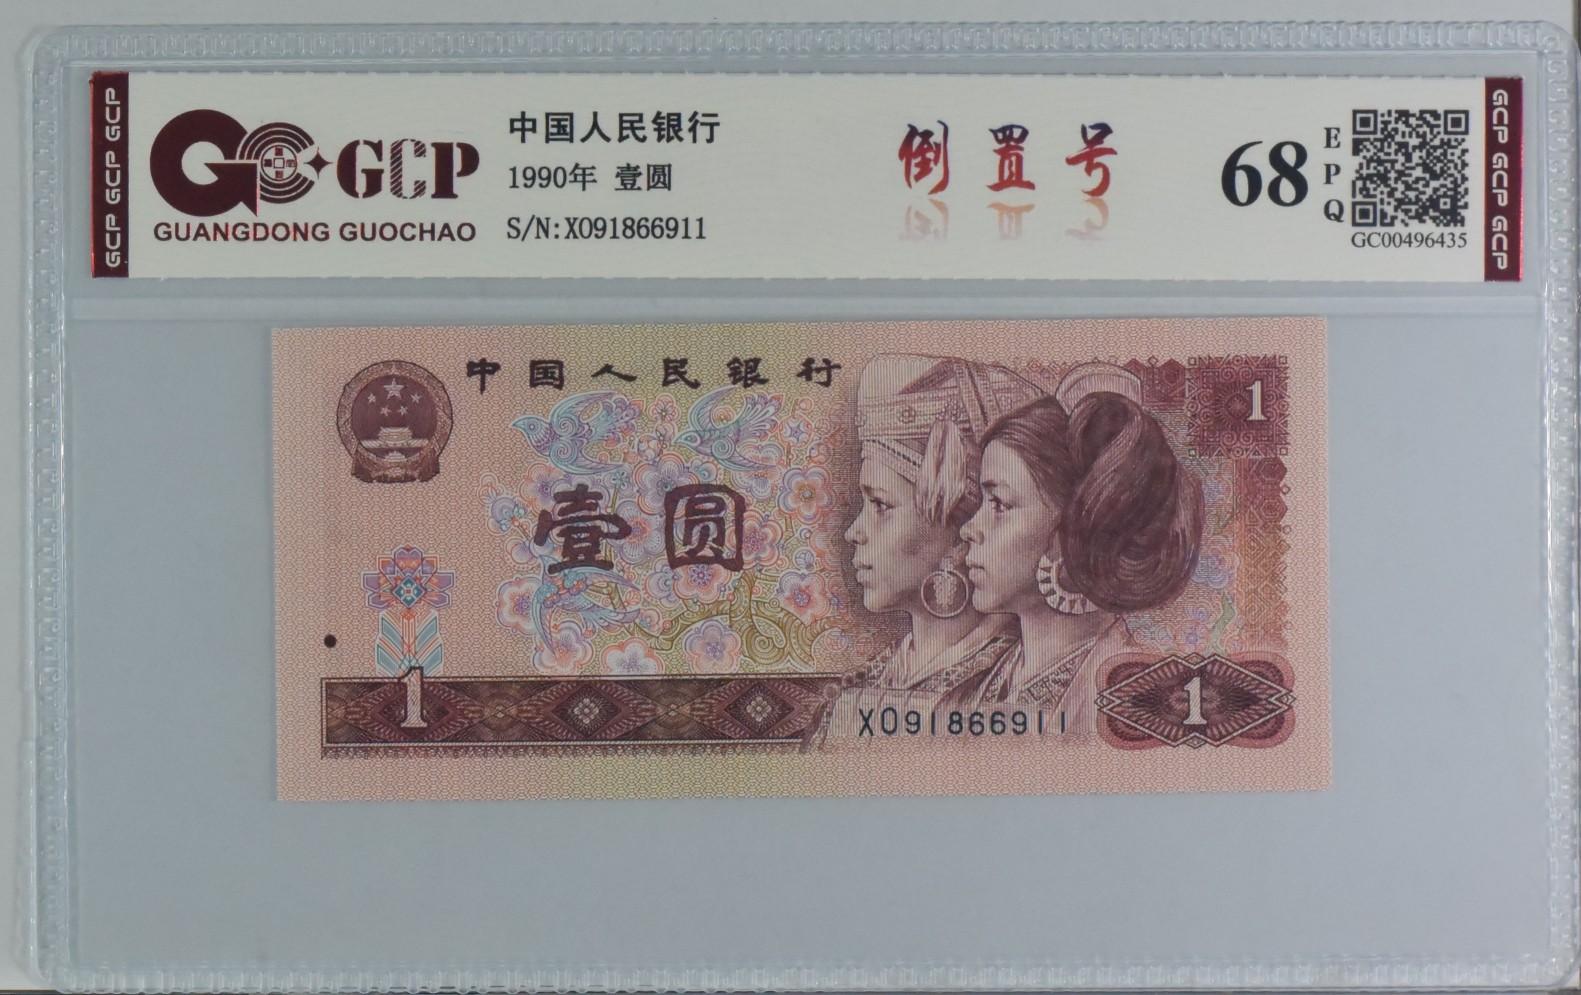 GCP GCP GCP
GCP
GUANGDONG GUOCHAO
中国人民银行
1990年 壹圆
S/N:X091866911
倒置号
68
EPQ
GC00496435
GCP GCP GCP
中国人民银行
1
壹圆
1
X091866911
1